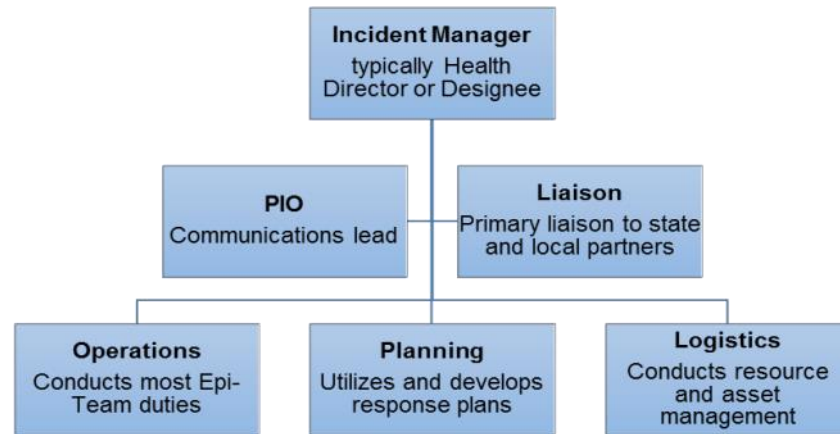 Incident Manager
typically Health
Director or Designee
PIO
Communications lead
Liaison
Primary liaison to state
and local partners
Operations
Conducts most Epi-
Team duties
Planning
Utilizes and develops
response plans
Logistics
Conducts resource
and asset
management